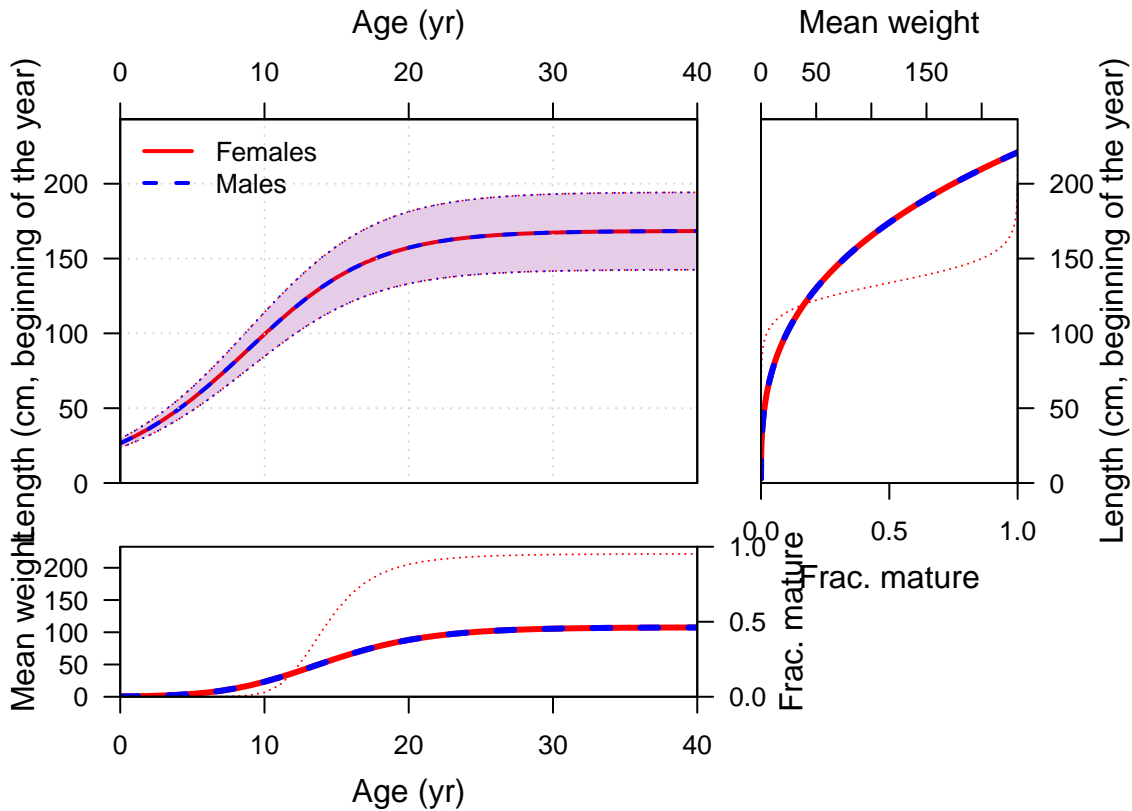 Age (yr)
0 10 20 30 40
Length (cm, beginning of the year)
200
150
100
50
0
Females
Males
Mean weight
0 50 150
Length (cm, beginning of the year)
200
150
100
50
0
0.0 0.5 1.0
Frac. mature
Mean weight
200
150
100
50
0
1.0
0.5
0.0
Frac. mature
0 10 20 30 40
Age (yr)